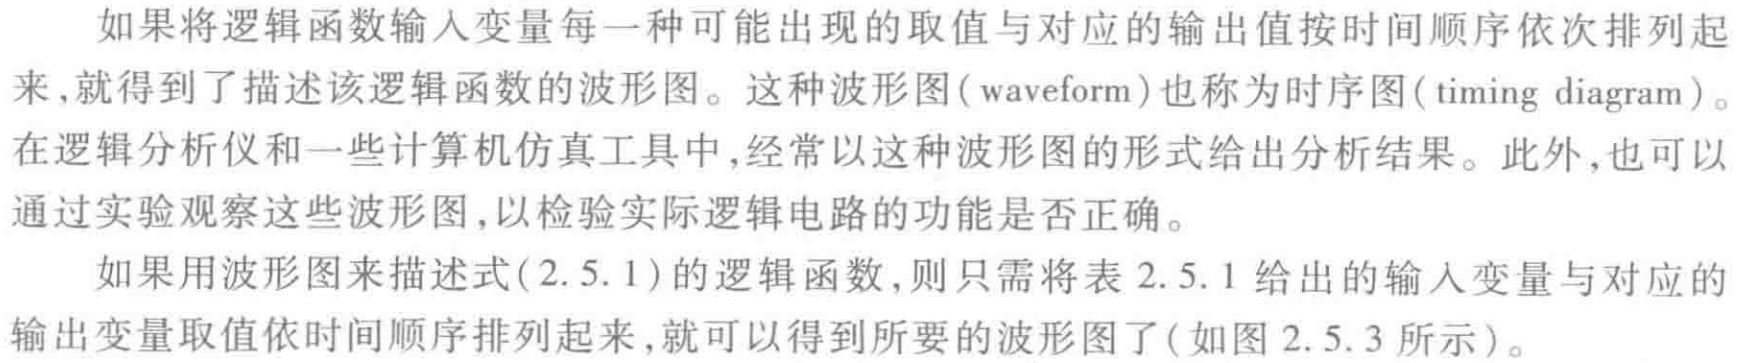 如果将逻辑函数输入变量每一种可能出现的取值与对应的输出值按时间顺序依次排列起
来,就得到了描述该逻辑函数的波形图。这种波形图(waveform)也称为时序图(timing diagram)。
在逻辑分析仪和一些计算机仿真工具中,经常以这种波形图的形式给出分析结果。此外,也可以
通过实验观察这些波形图,以检验实际逻辑电路的功能是否正确。
如果用波形图来描述式(2.5.1)的逻辑函数,则只需将表 2.5.1 给出的输入变量与对应的
输出变量取值依时间顺序排列起来,就可以得到所要的波形图了(如图 2.5.3 所示)。